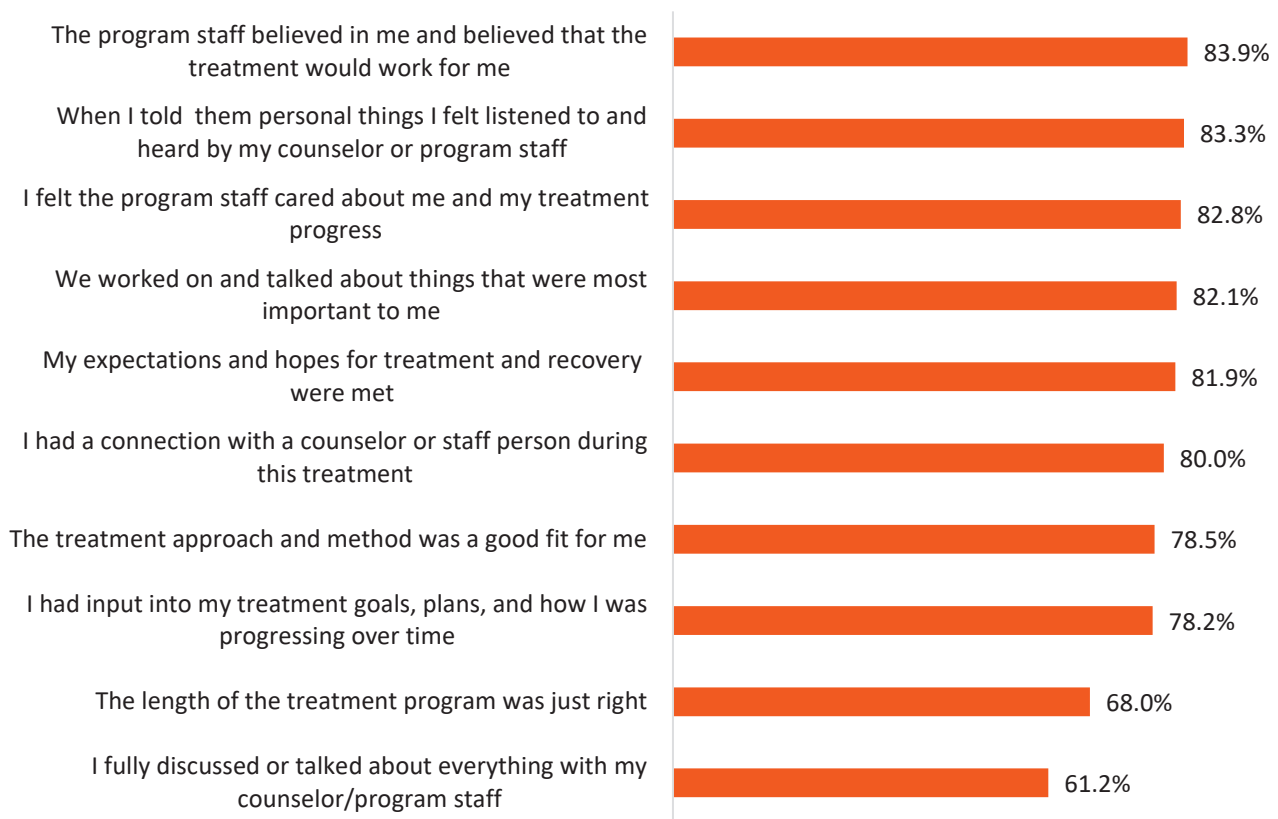 The program staff believed in me and believed that the
treatment would work for me
83.9%
When I told  them personal things I felt listened to and
heard by my counselor or program staff
83.3%
I felt the program staff cared about me and my treatment
progress
82.8%
We worked on and talked about things that were most
important to me
82.1%
My expectations and hopes for treatment and recovery
were met
81.9%
I had a connection with a counselor or staff person during
this treatment
80.0%
The treatment approach and method was a good fit for me
78.5%
I had input into my treatment goals, plans, and how I was
progressing over time
78.2%
The length of the treatment program was just right
68.0%
I fully discussed or talked about everything with my
counselor/program staff
61.2%